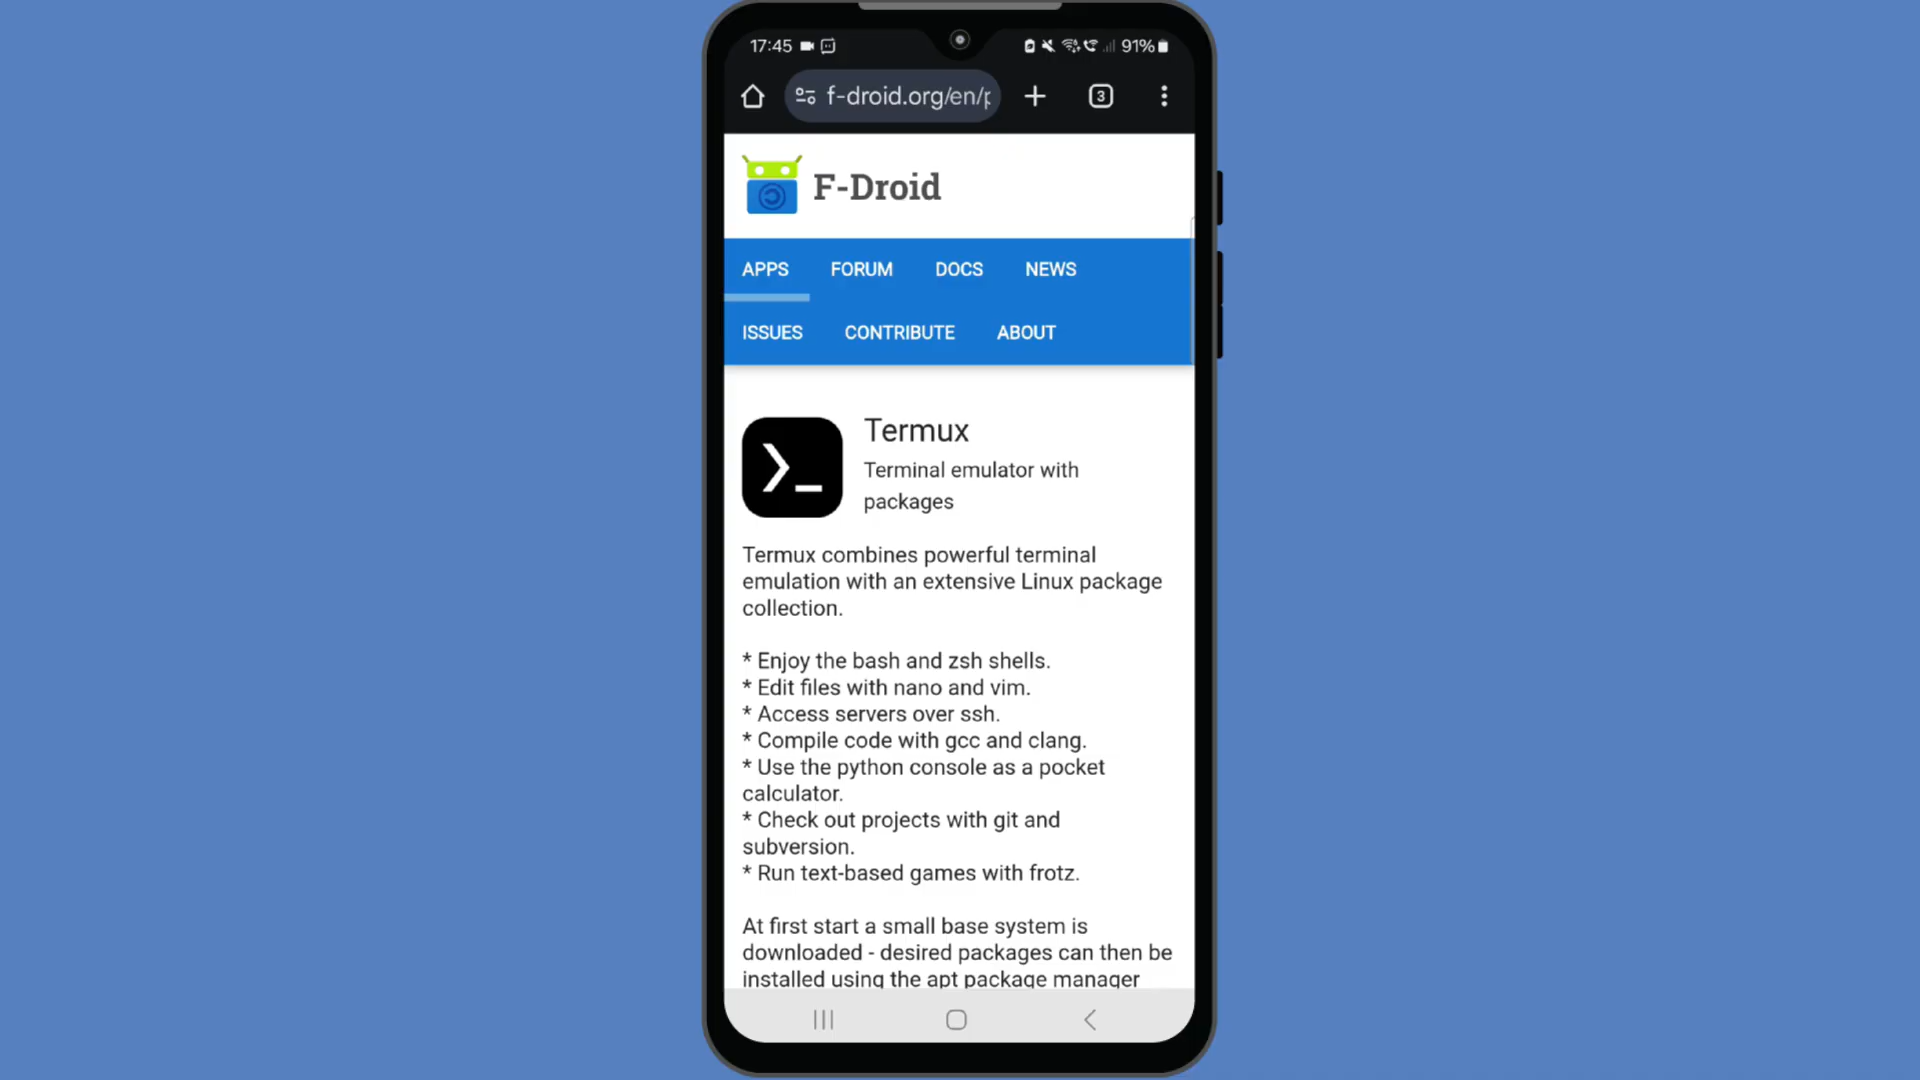 17:45
91%
f-droid.org/en/p
3
F-Droid
APPS FORUM DOCS NEWS
ISSUES CONTRIBUTE ABOUT
Termux
Terminal emulator with
packages
Termux combines powerful terminal
emulation with an extensive Linux package
collection.
* Enjoy the bash and zsh shells.
* Edit files with nano and vim.
* Access servers over ssh.
* Compile code with gcc and clang.
* Use the python console as a pocket
calculator.
* Check out projects with git and
subversion.
* Run text-based games with frotz.
At first start a small base system is
downloaded - desired packages can then be
installed using the apt package manager